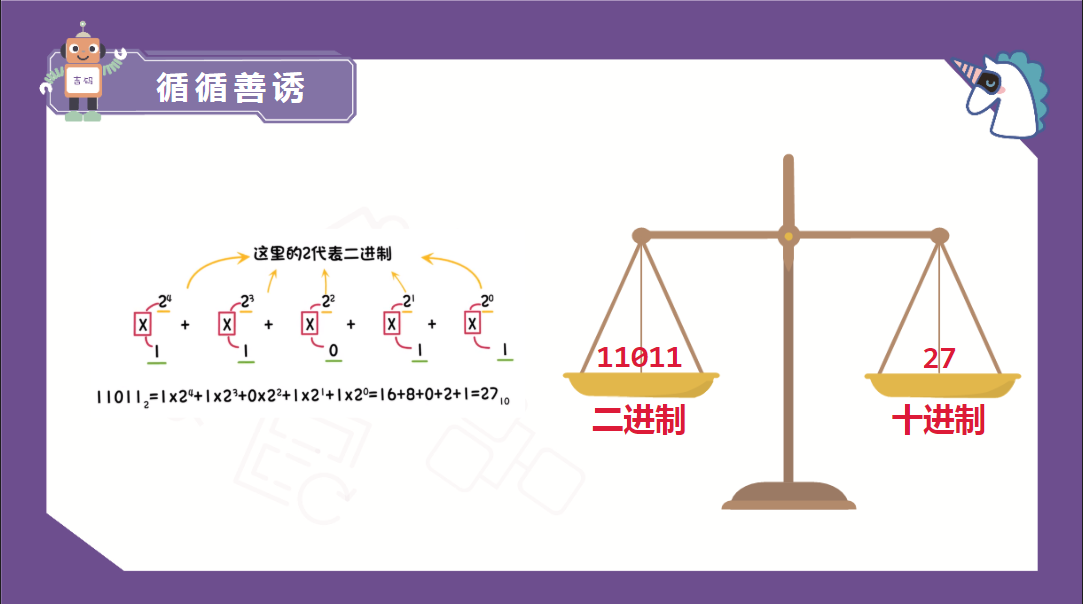 吉码
循循善诱
这里的2代表二进制
2⁴ 2³ 2² 2¹ 2⁰
X + X + X + X + X
1 1 0 1 1
11011₂=1x2⁴+1x2³+0x2²+1x2¹+1x2⁰=16+8+0+2+1=27₁₀
11011
二进制
27
十进制